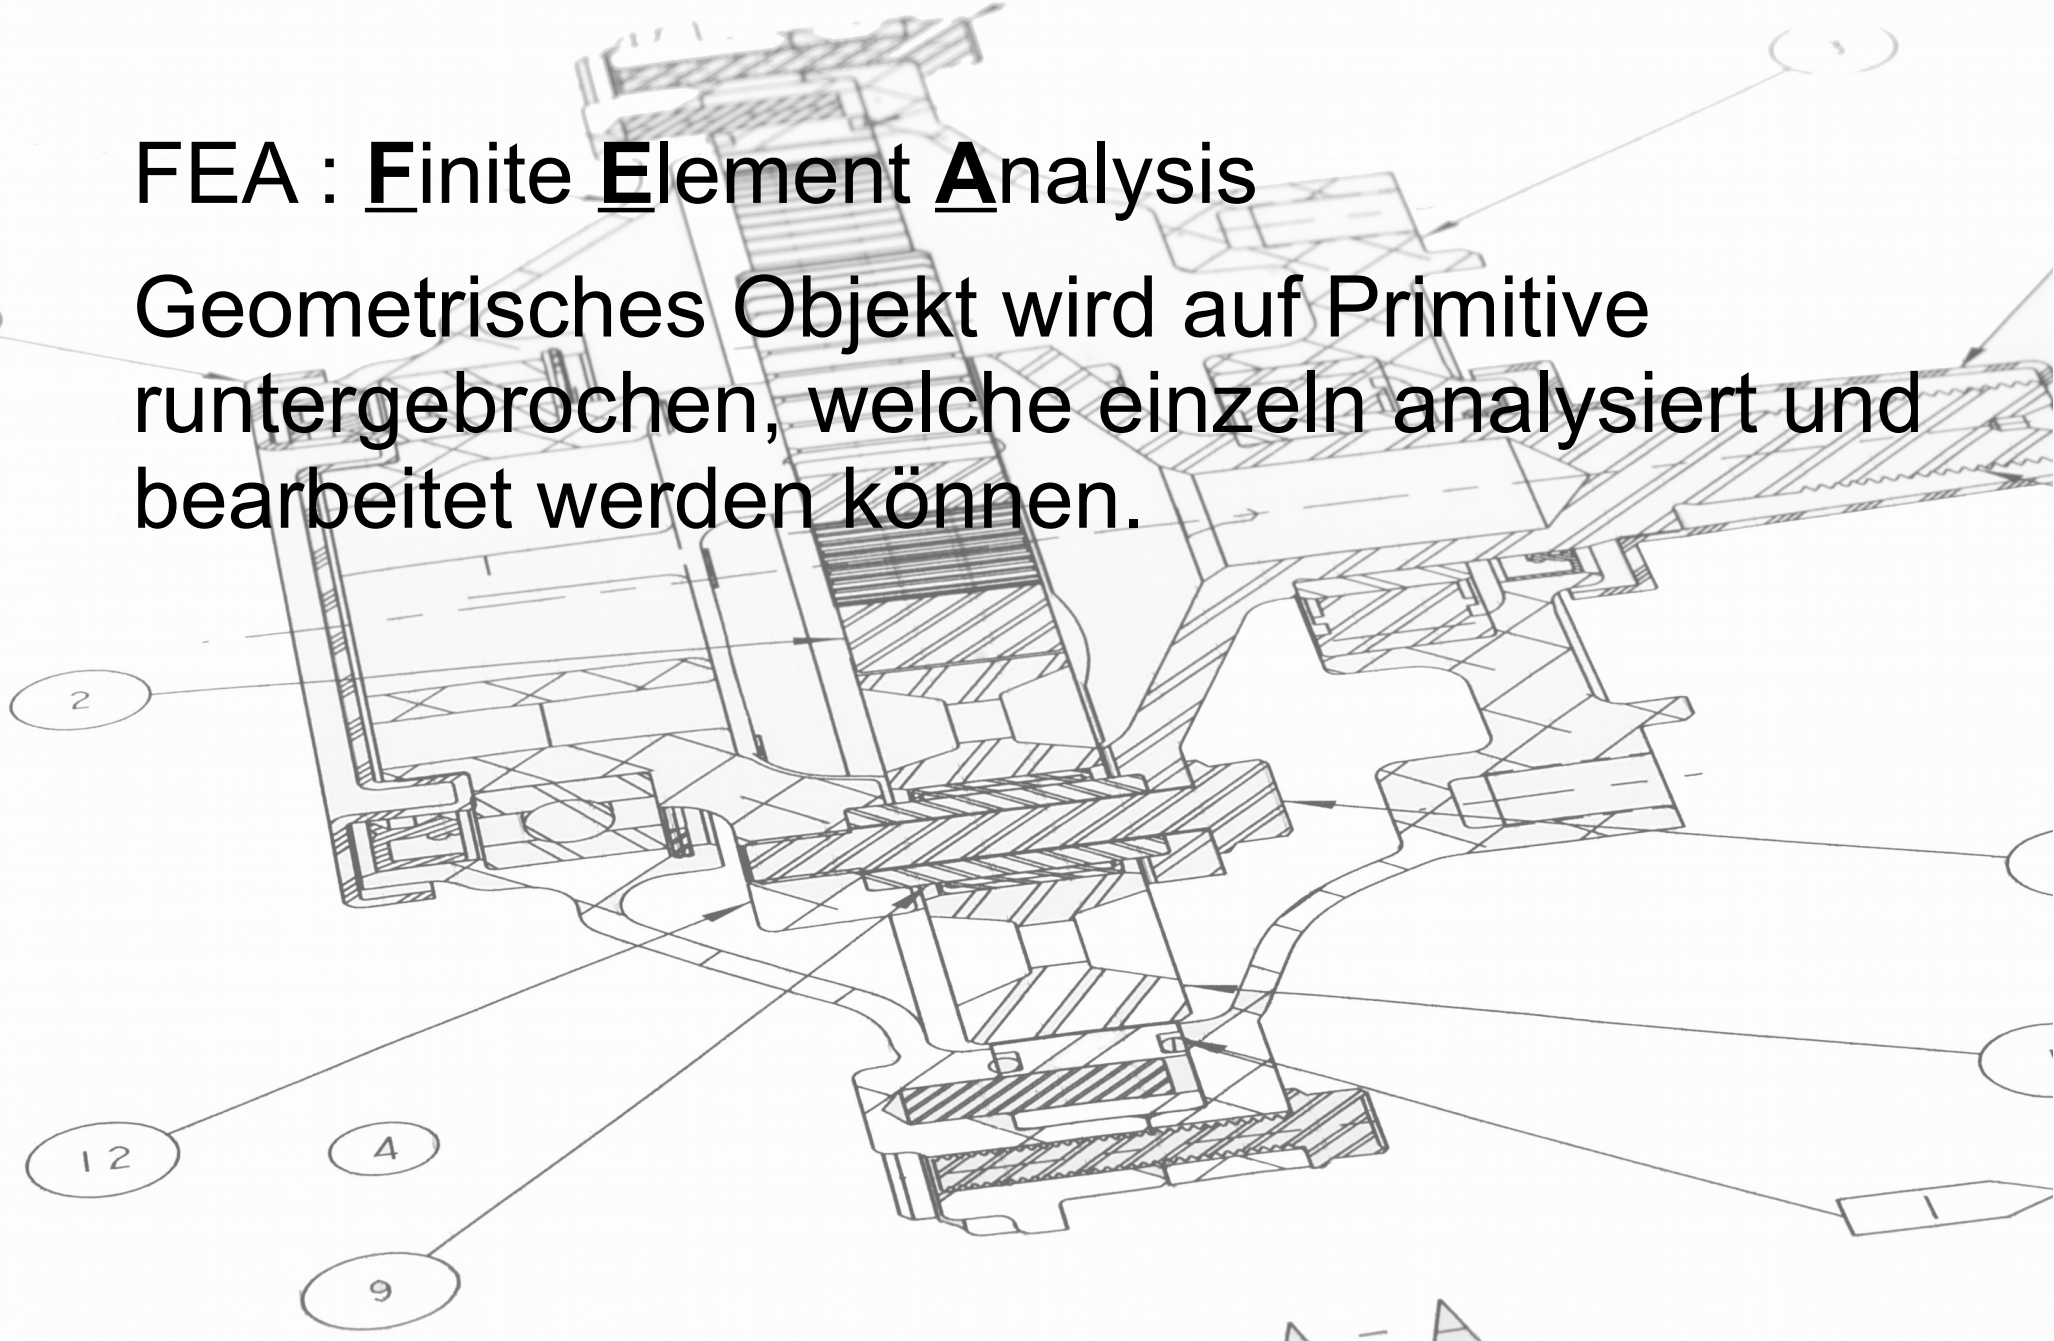 FEA : Finite Element Analysis
Geometrisches Objekt wird auf Primitive
runtergebrochen, welche einzeln analysiert und
bearbeitet werden können.
2
12
4
9
1
A-A